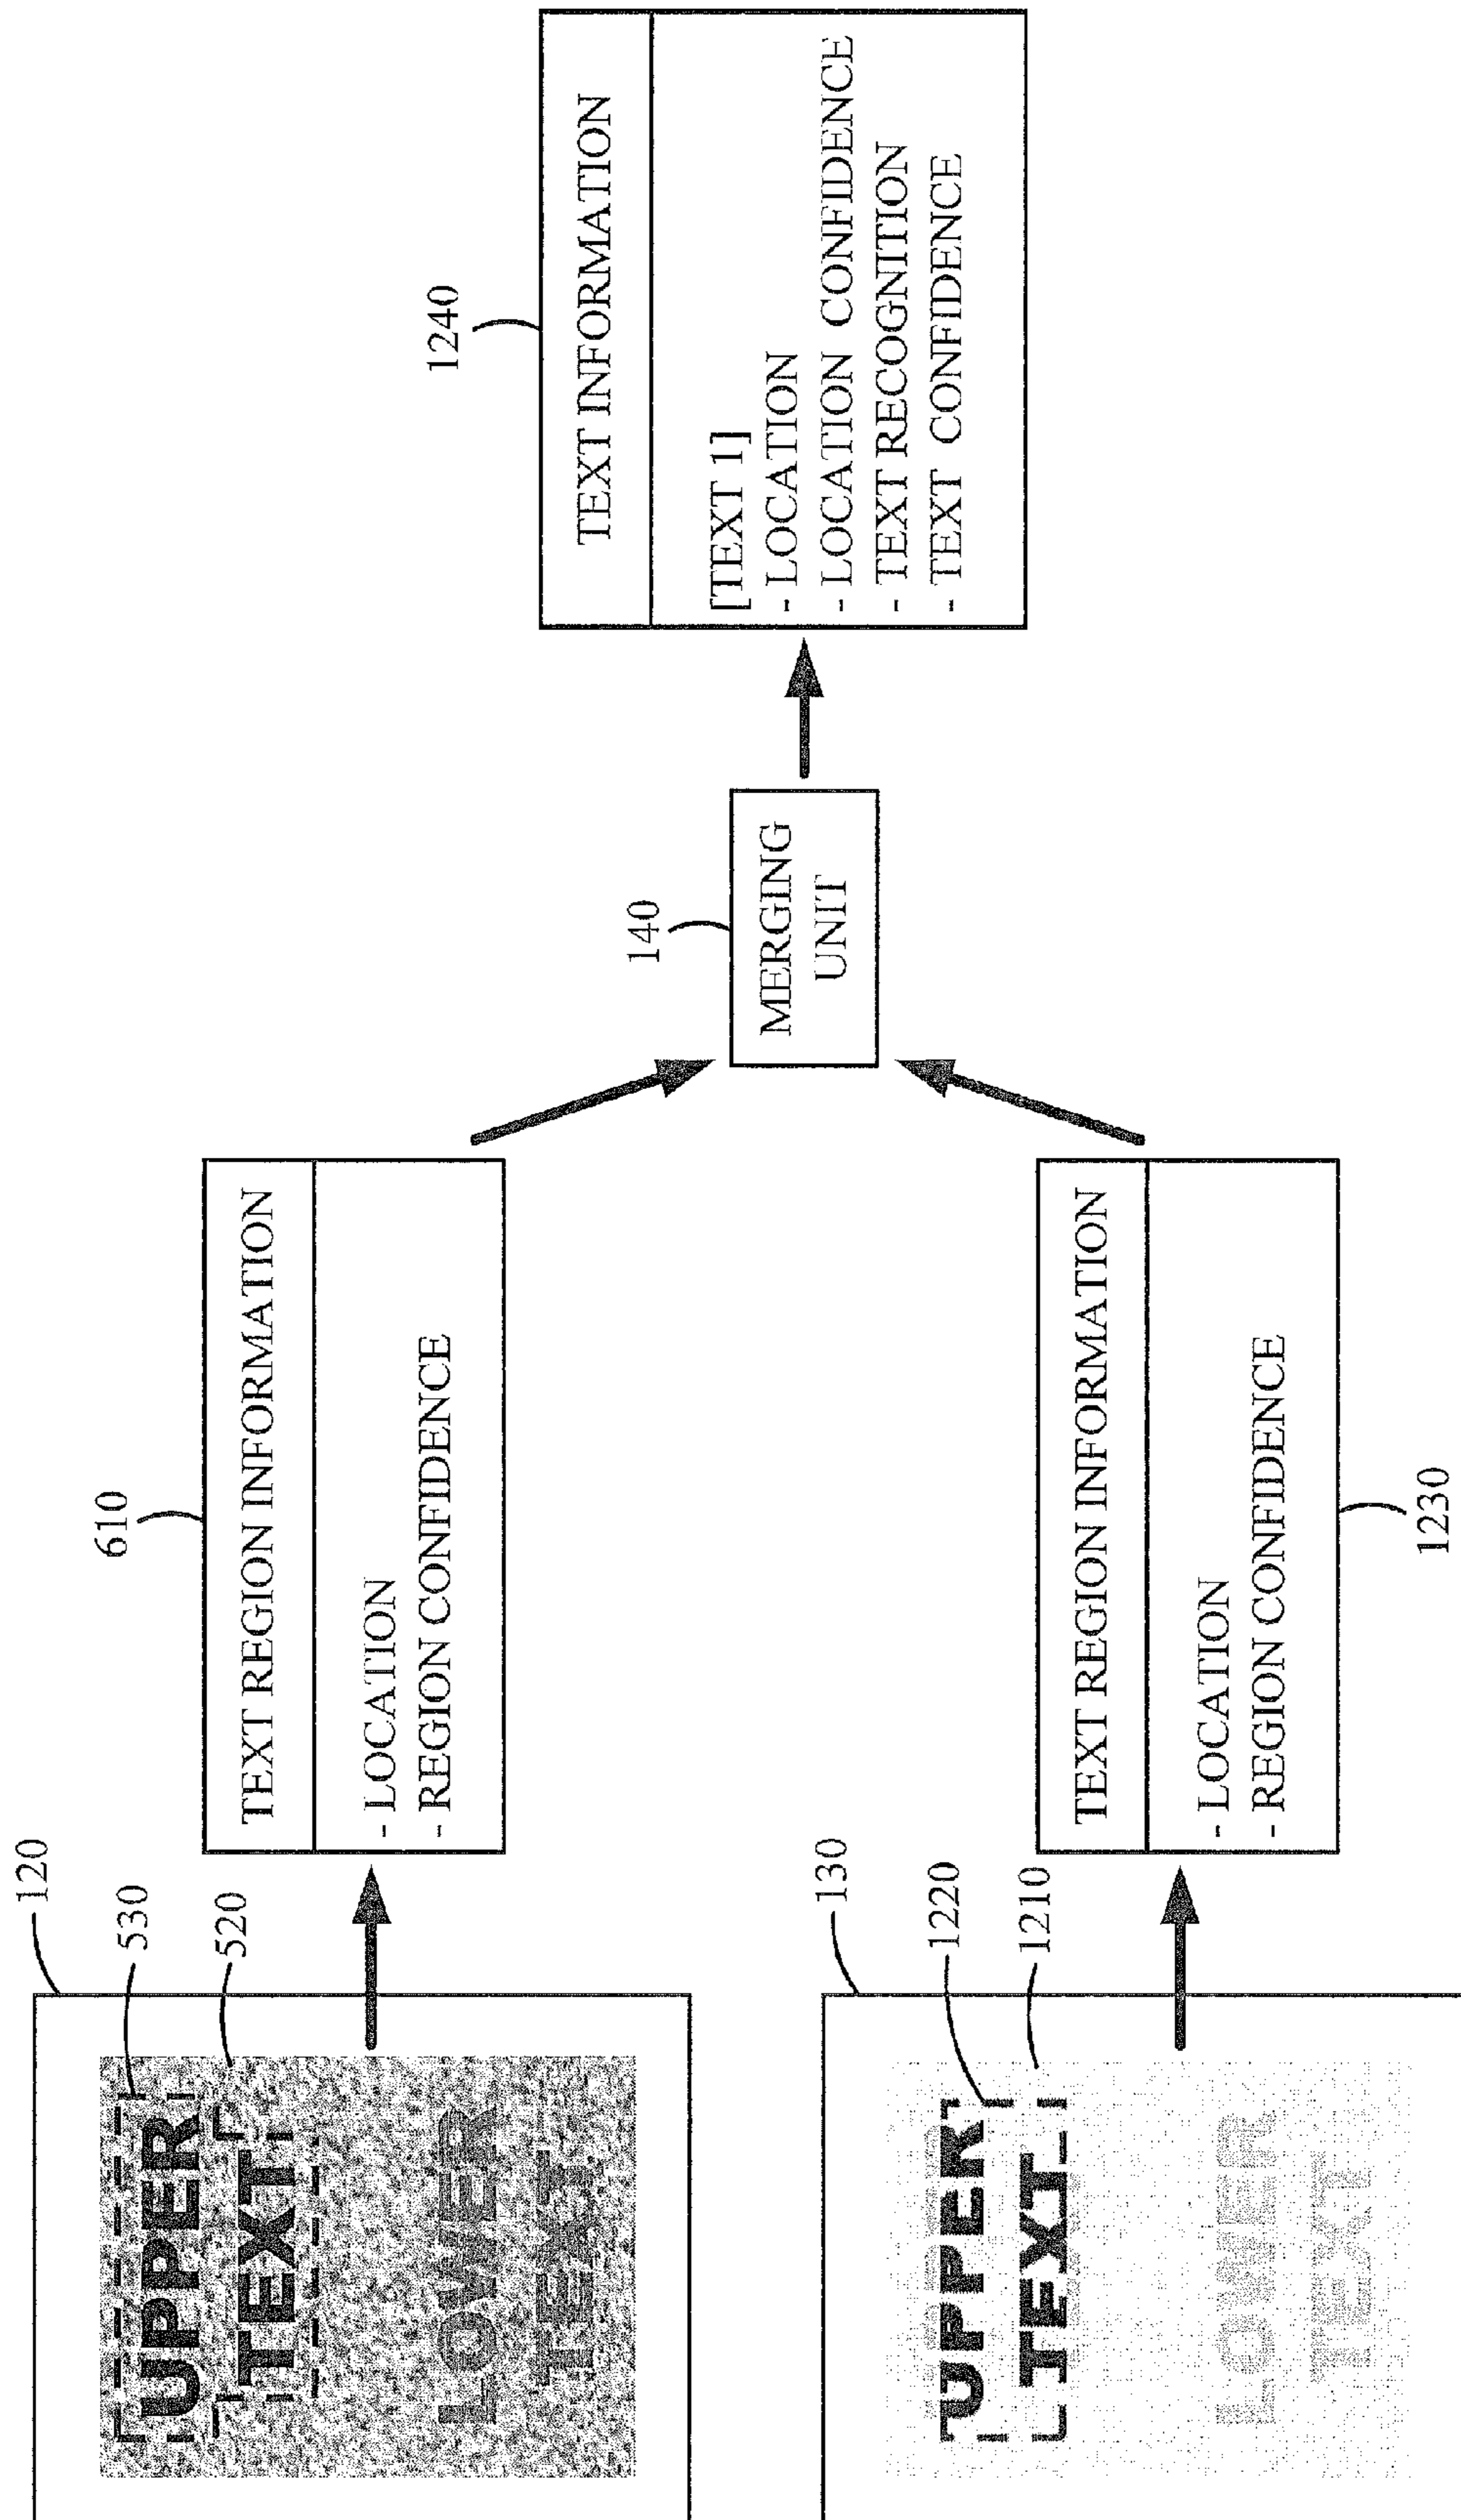 120
530
520
UPPER
TEXT
LOWER
TEXT
610
TEXT REGION INFORMATION
- LOCATION
- REGION CONFIDENCE
130
1220
1210
UPPER
TEXT
LOWER
TEXT
TEXT REGION INFORMATION
- LOCATION
- REGION CONFIDENCE
1230
140
MERGING
UNIT
1240
TEXT INFORMATION
[TEXT 1]
- LOCATION
- LOCATION CONFIDENCE
- TEXT RECOGNITION
- TEXT CONFIDENCE